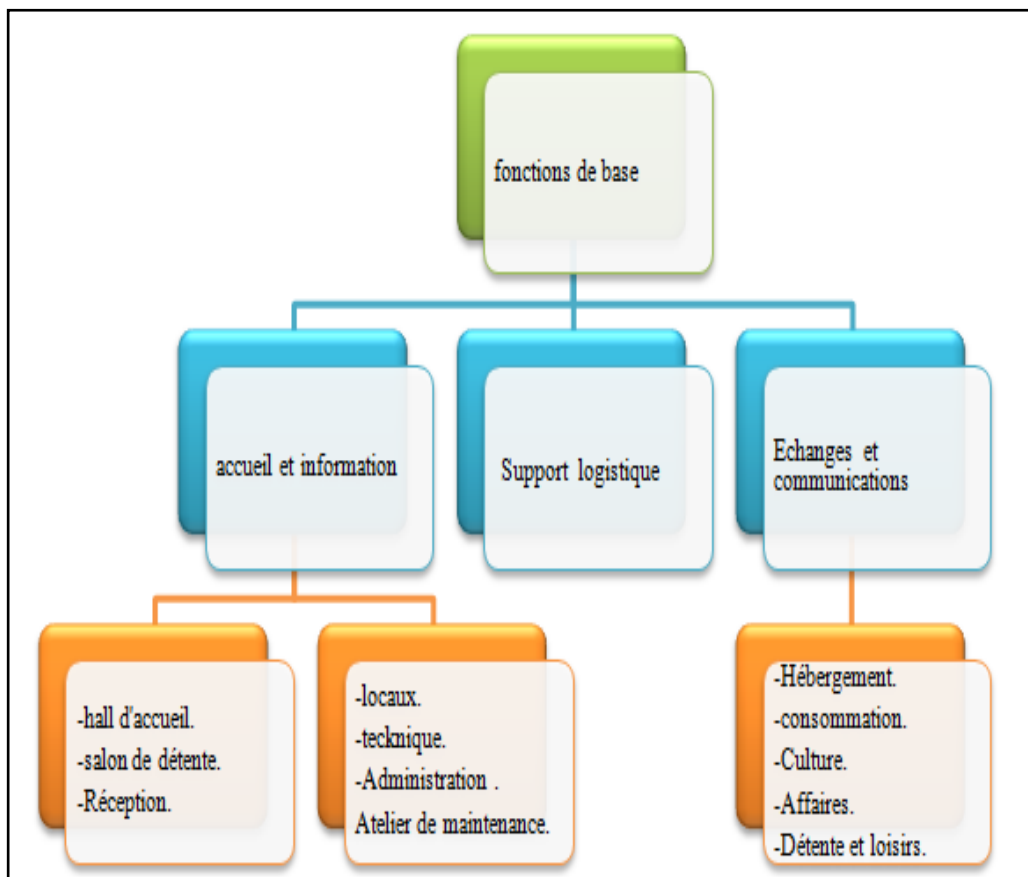 fonctions de base
accueil et information
Support logistique
Echanges et
communications
-hall d'accueil.
-salon de détente.
-Réception.
-locaux.
-tecknique.
-Administration .
Atelier de maintenance.
-Hébergement.
-consommation.
-Culture.
-Affaires.
-Détente et loisirs.